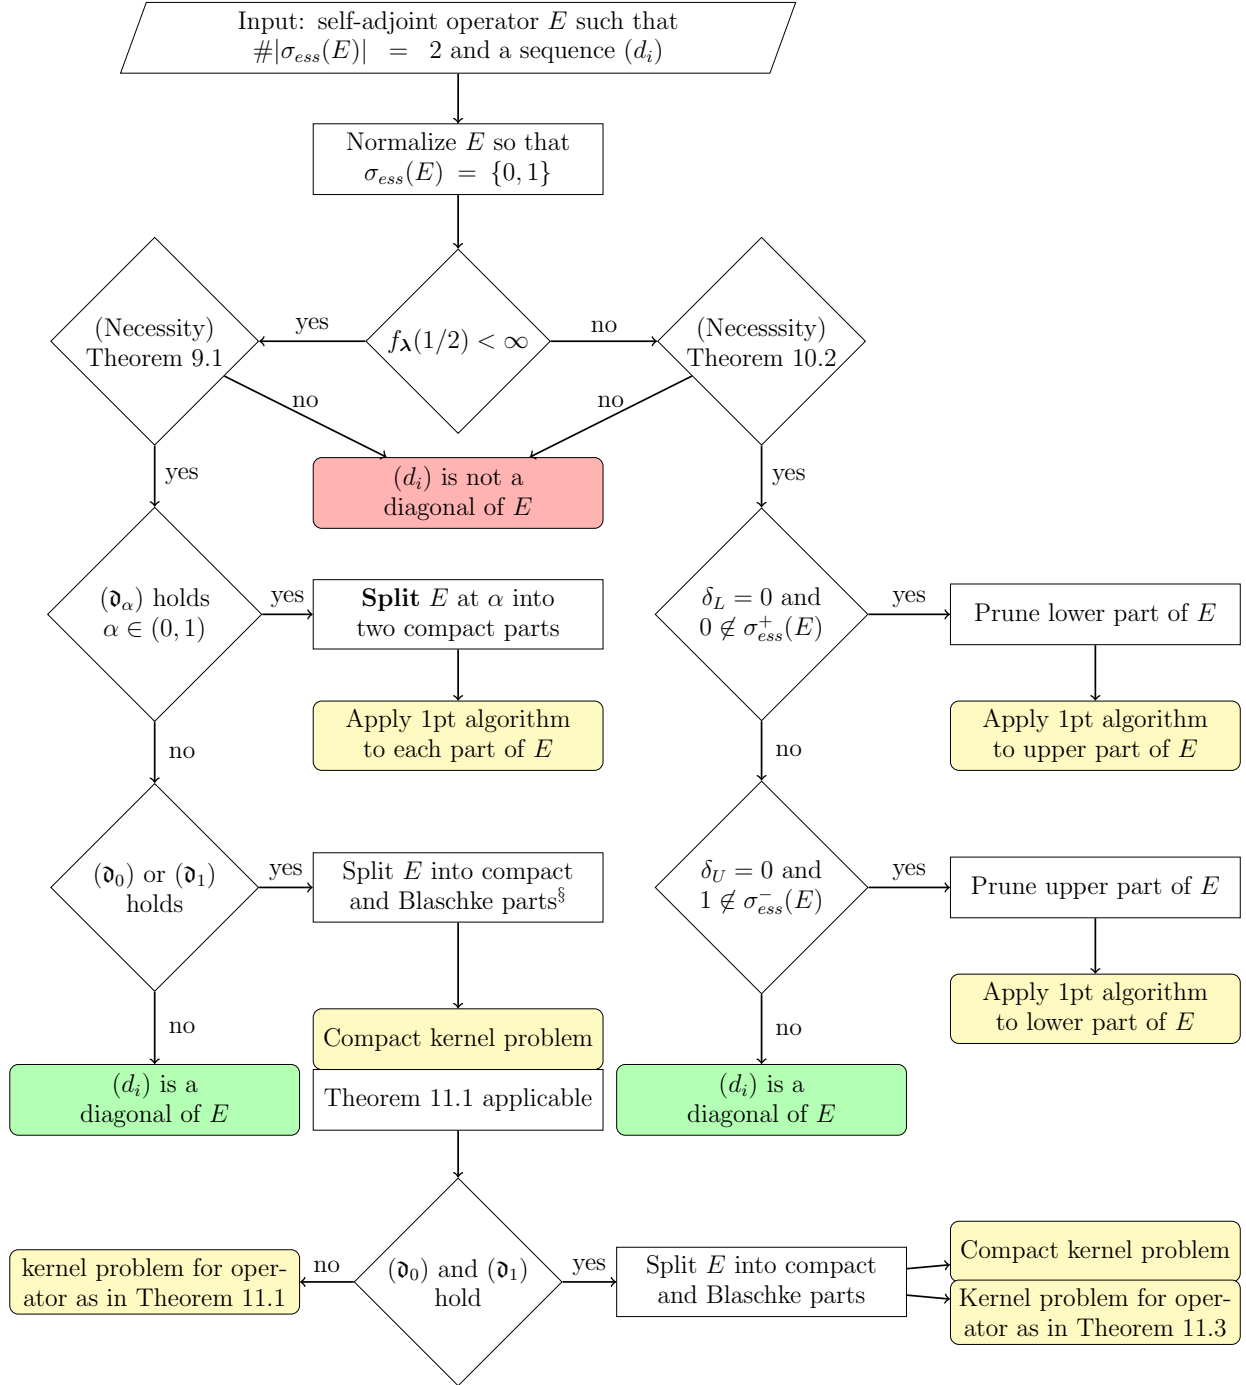 Input: self-adjoint operator E such that
#|σ_ess(E)| = 2 and a sequence (d_i)
Normalize E so that
σ_ess(E) = {0, 1}
f_λ(1/2) < ∞
yes
no
(Necessity)
Theorem 9.1
(Necesssity)
Theorem 10.2
no
no
yes
yes
(d_i) is not a
diagonal of E
(𝔡_α) holds
α ∈ (0, 1)
yes
Split E at α into
two compact parts
δ_L = 0 and
0 ∉ σ_ess^+(E)
yes
Prune lower part of E
Apply 1pt algorithm
to each part of E
Apply 1pt algorithm
to upper part of E
no
no
(𝔡_0) or (𝔡_1)
holds
yes
Split E into compact
and Blaschke parts^§
δ_U = 0 and
1 ∉ σ_ess^-(E)
yes
Prune upper part of E
Apply 1pt algorithm
to lower part of E
no
no
Compact kernel problem
Theorem 11.1 applicable
(d_i) is a
diagonal of E
(d_i) is a
diagonal of E
(𝔡_0) and (𝔡_1)
hold
no
kernel problem for oper-
ator as in Theorem 11.1
yes
Split E into compact
and Blaschke parts
Compact kernel problem
Kernel problem for oper-
ator as in Theorem 11.3